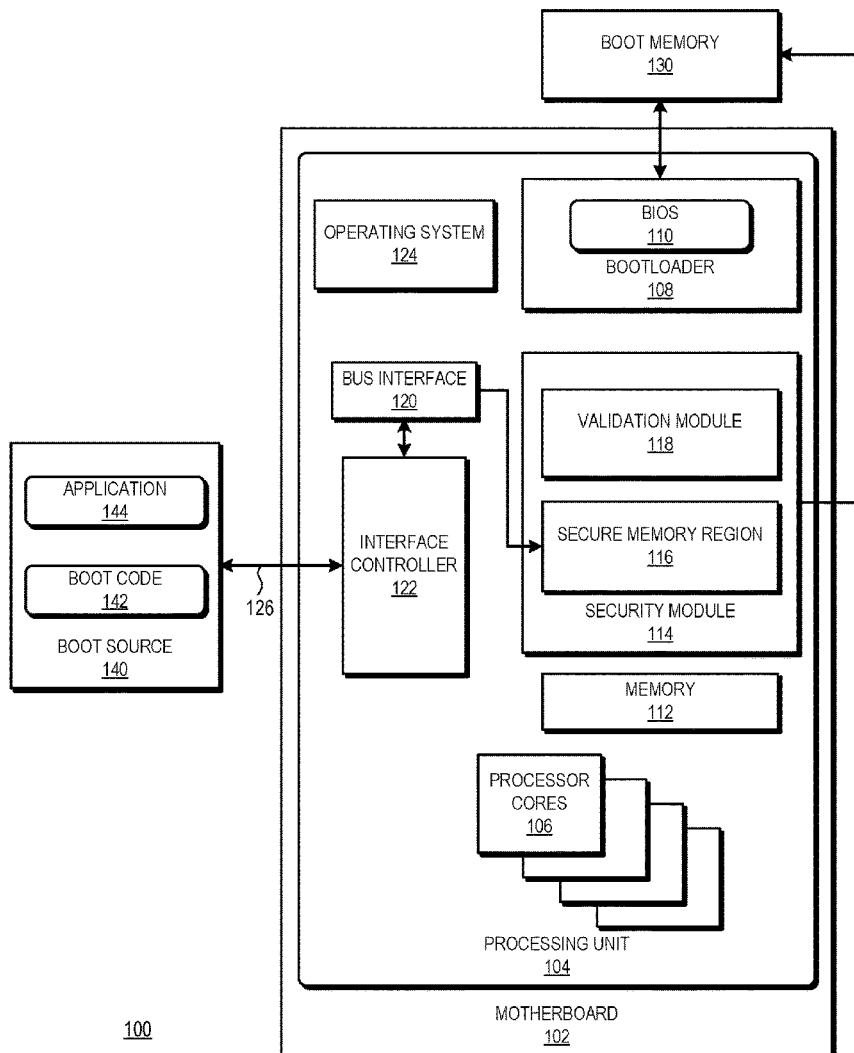 BOOT MEMORY
130
OPERATING SYSTEM
124
BIOS
110
BOOTLOADER
108
BUS INTERFACE
120
VALIDATION MODULE
118
APPLICATION
144
BOOT CODE
142
BOOT SOURCE
140
126
INTERFACE
CONTROLLER
122
SECURE MEMORY REGION
116
SECURITY MODULE
114
MEMORY
112
PROCESSOR
CORES
106
PROCESSING UNIT
104
MOTHERBOARD
102
100